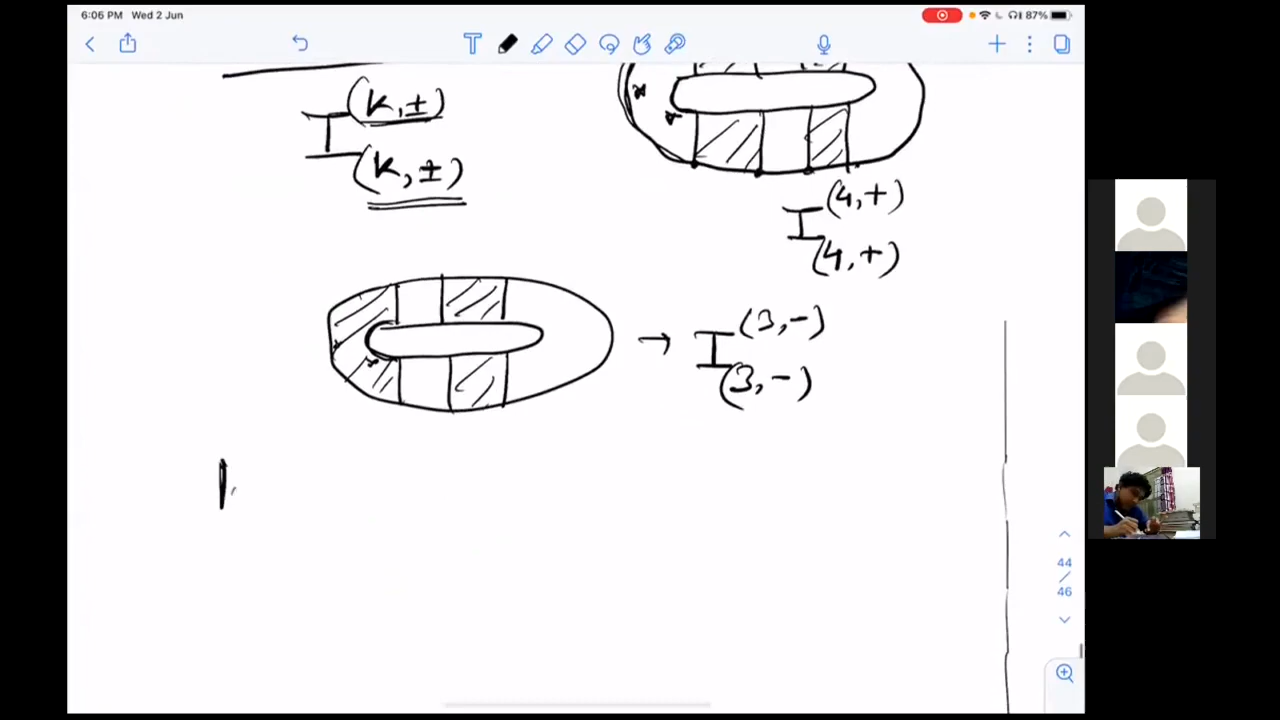 6:06 PM Wed 2 Jun
87%
T
I^(k,±)_(k,±)
I^(4,+)_(4,+)
→ I^(3,-)_(3,-)
44
/
46